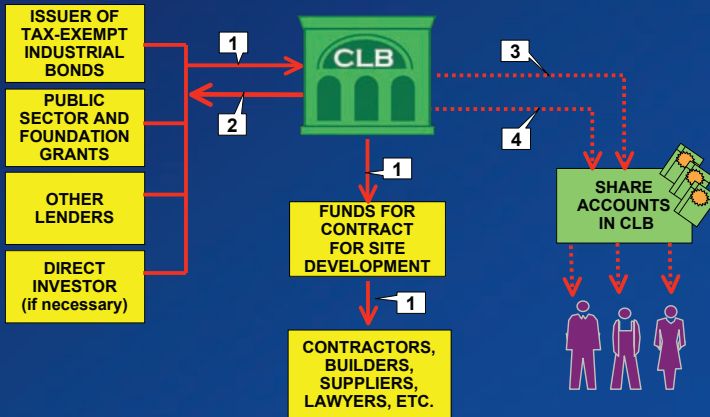 ISSUER OF
TAX-EXEMPT
INDUSTRIAL
BONDS
PUBLIC
SECTOR AND
FOUNDATION
GRANTS
OTHER
LENDERS
DIRECT
INVESTOR
(if necessary)
1
2
CLB
3
4
1
FUNDS FOR
CONTRACT
FOR SITE
DEVELOPMENT
1
CONTRACTORS,
BUILDERS,
SUPPLIERS,
LAWYERS, ETC.
SHARE
ACCOUNTS
IN CLB